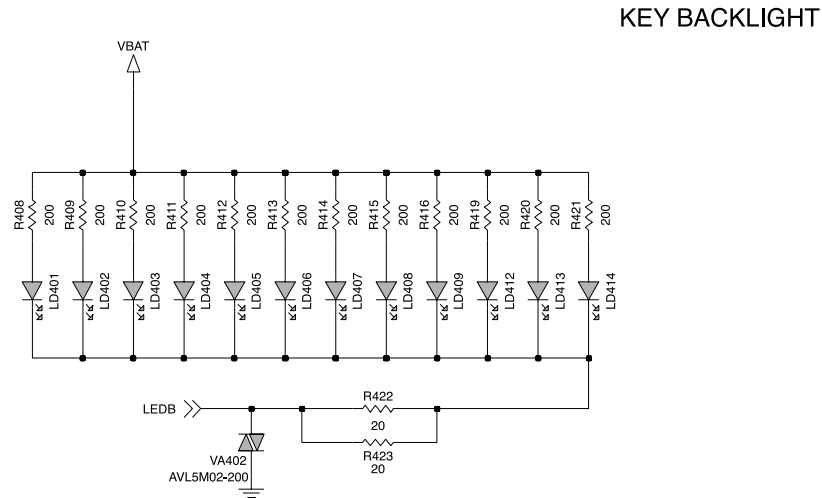 KEY BACKLIGHT
VBAT
R408 200 R409 200 R410 200 R411 200 R412 200 R413 200 R414 200 R415 200 R416 200 R419 200 R420 200 R421 200
LD401 LD402 LD403 LD404 LD405 LD406 LD407 LD408 LD409 LD412 LD413 LD414
R422
LEDB
20
R423
20
VA402
AVL5M02-200